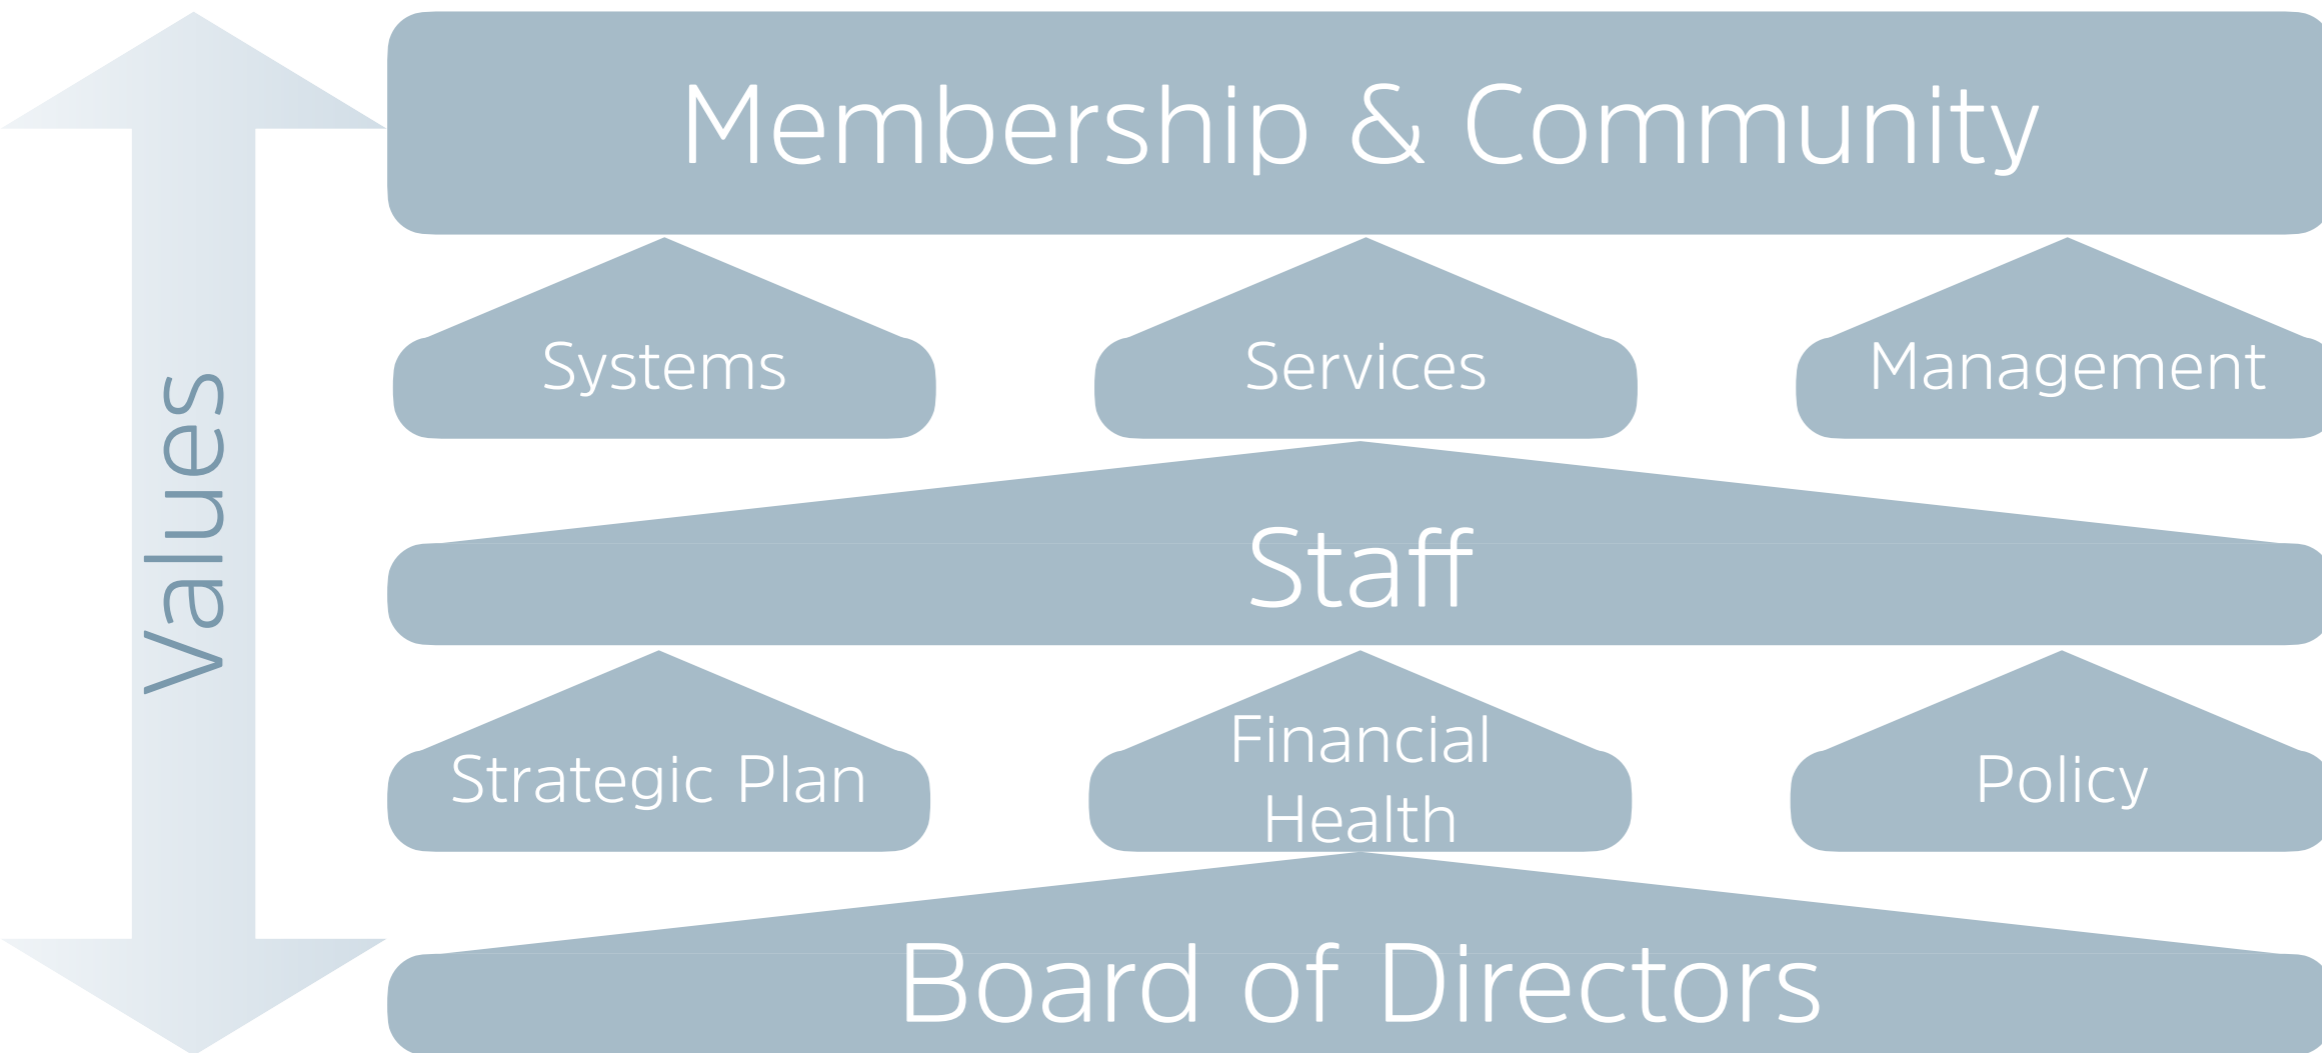 Membership & Community
Systems
Services
Management
Values
Staff
Strategic Plan
Financial
Health
Policy
Board of Directors